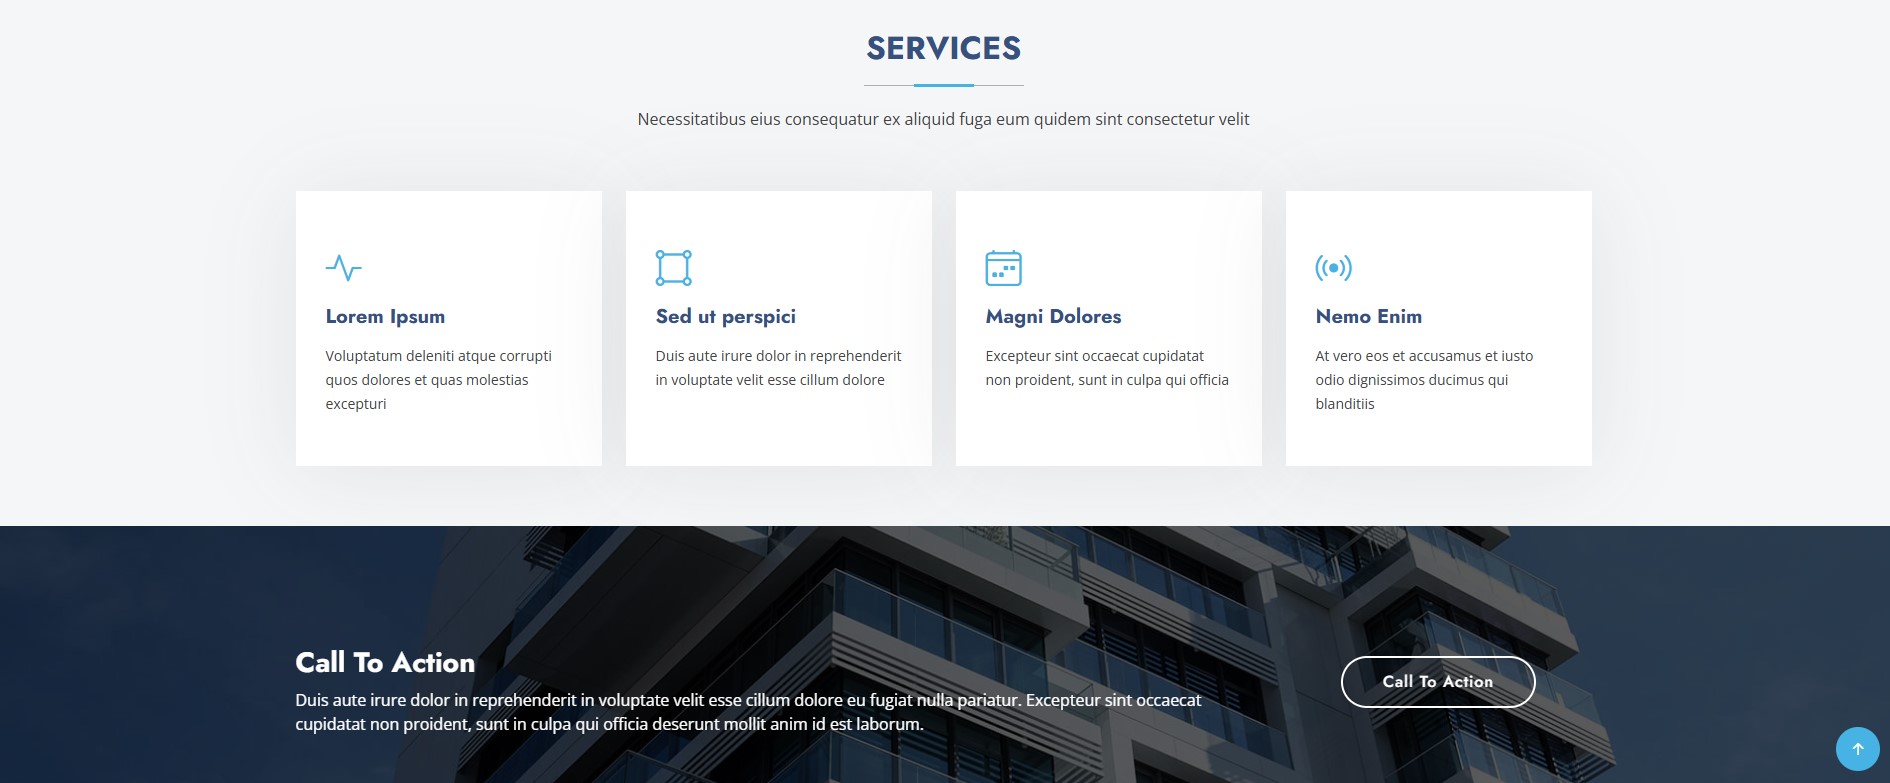 SERVICES
Necessitatibus eius consequatur ex aliquid fuga eum quidem sint consectetur velit
Lorem Ipsum
Voluptatum deleniti atque corrupti
quos dolores et quas molestias
excepturi
Sed ut perspici
Duis aute irure dolor in reprehenderit
in voluptate velit esse cillum dolore
Magni Dolores
Excepteur sint occaecat cupidatat
non proident, sunt in culpa qui officia
Nemo Enim
At vero eos et accusamus et iusto
odio dignissimos ducimus qui
blanditiis
Call To Action
Duis aute irure dolor in reprehenderit in voluptate velit esse cillum dolore eu fugiat nulla pariatur. Excepteur sint occaecat
cupidatat non proident, sunt in culpa qui officia deserunt mollit anim id est laborum.
Call To Action